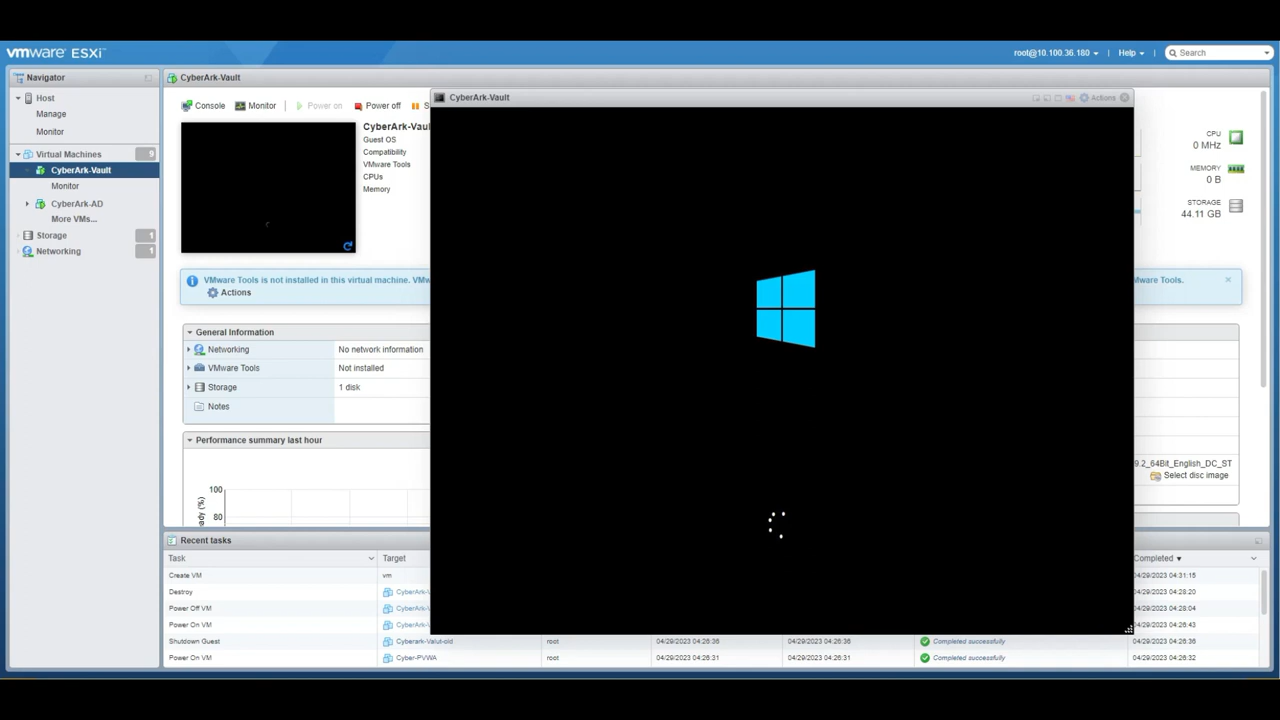 vmware ESXi
root@10.100.36.180
Help
Search
Navigator
Host
Manage
Monitor
Virtual Machines
9
CyberArk-Vault
Monitor
CyberArk-AD
More VMs...
Storage
1
Networking
1
CyberArk-Vault
Console
Monitor
Power on
Power off
S
CyberArk-Vau
Guest OS
Compatibility
VMware Tools
CPUs
Memory
CPU
0 MHz
MEMORY
0 B
STORAGE
44.11 GB
CyberArk-Vault
Actions
VMware Tools is not installed in this virtual machine. VMw
ware Tools.
Actions
General Information
Networking
No network information
VMware Tools
Not installed
Storage
1 disk
Notes
9.2_64Bit_English_DC_ST
Select disc image
Performance summary last hour
100
80
ady (%)
Recent tasks
Task
Target
Completed
Create VM
vm
04/29/2023 04:31:15
Destroy
CyberArk-
04/29/2023 04:28:20
Power Off VM
CyberArk-
04/29/2023 04:28:04
Power On VM
CyberArk-
04/29/2023 04:26:43
Shutdown Guest
Cyberark-Valut-old
root
04/29/2023 04:26:36
04/29/2023 04:26:36
Completed successfully
04/29/2023 04:26:36
Power On VM
Cyber-PVWA
root
04/29/2023 04:26:31
04/29/2023 04:26:31
Completed successfully
04/29/2023 04:26:32